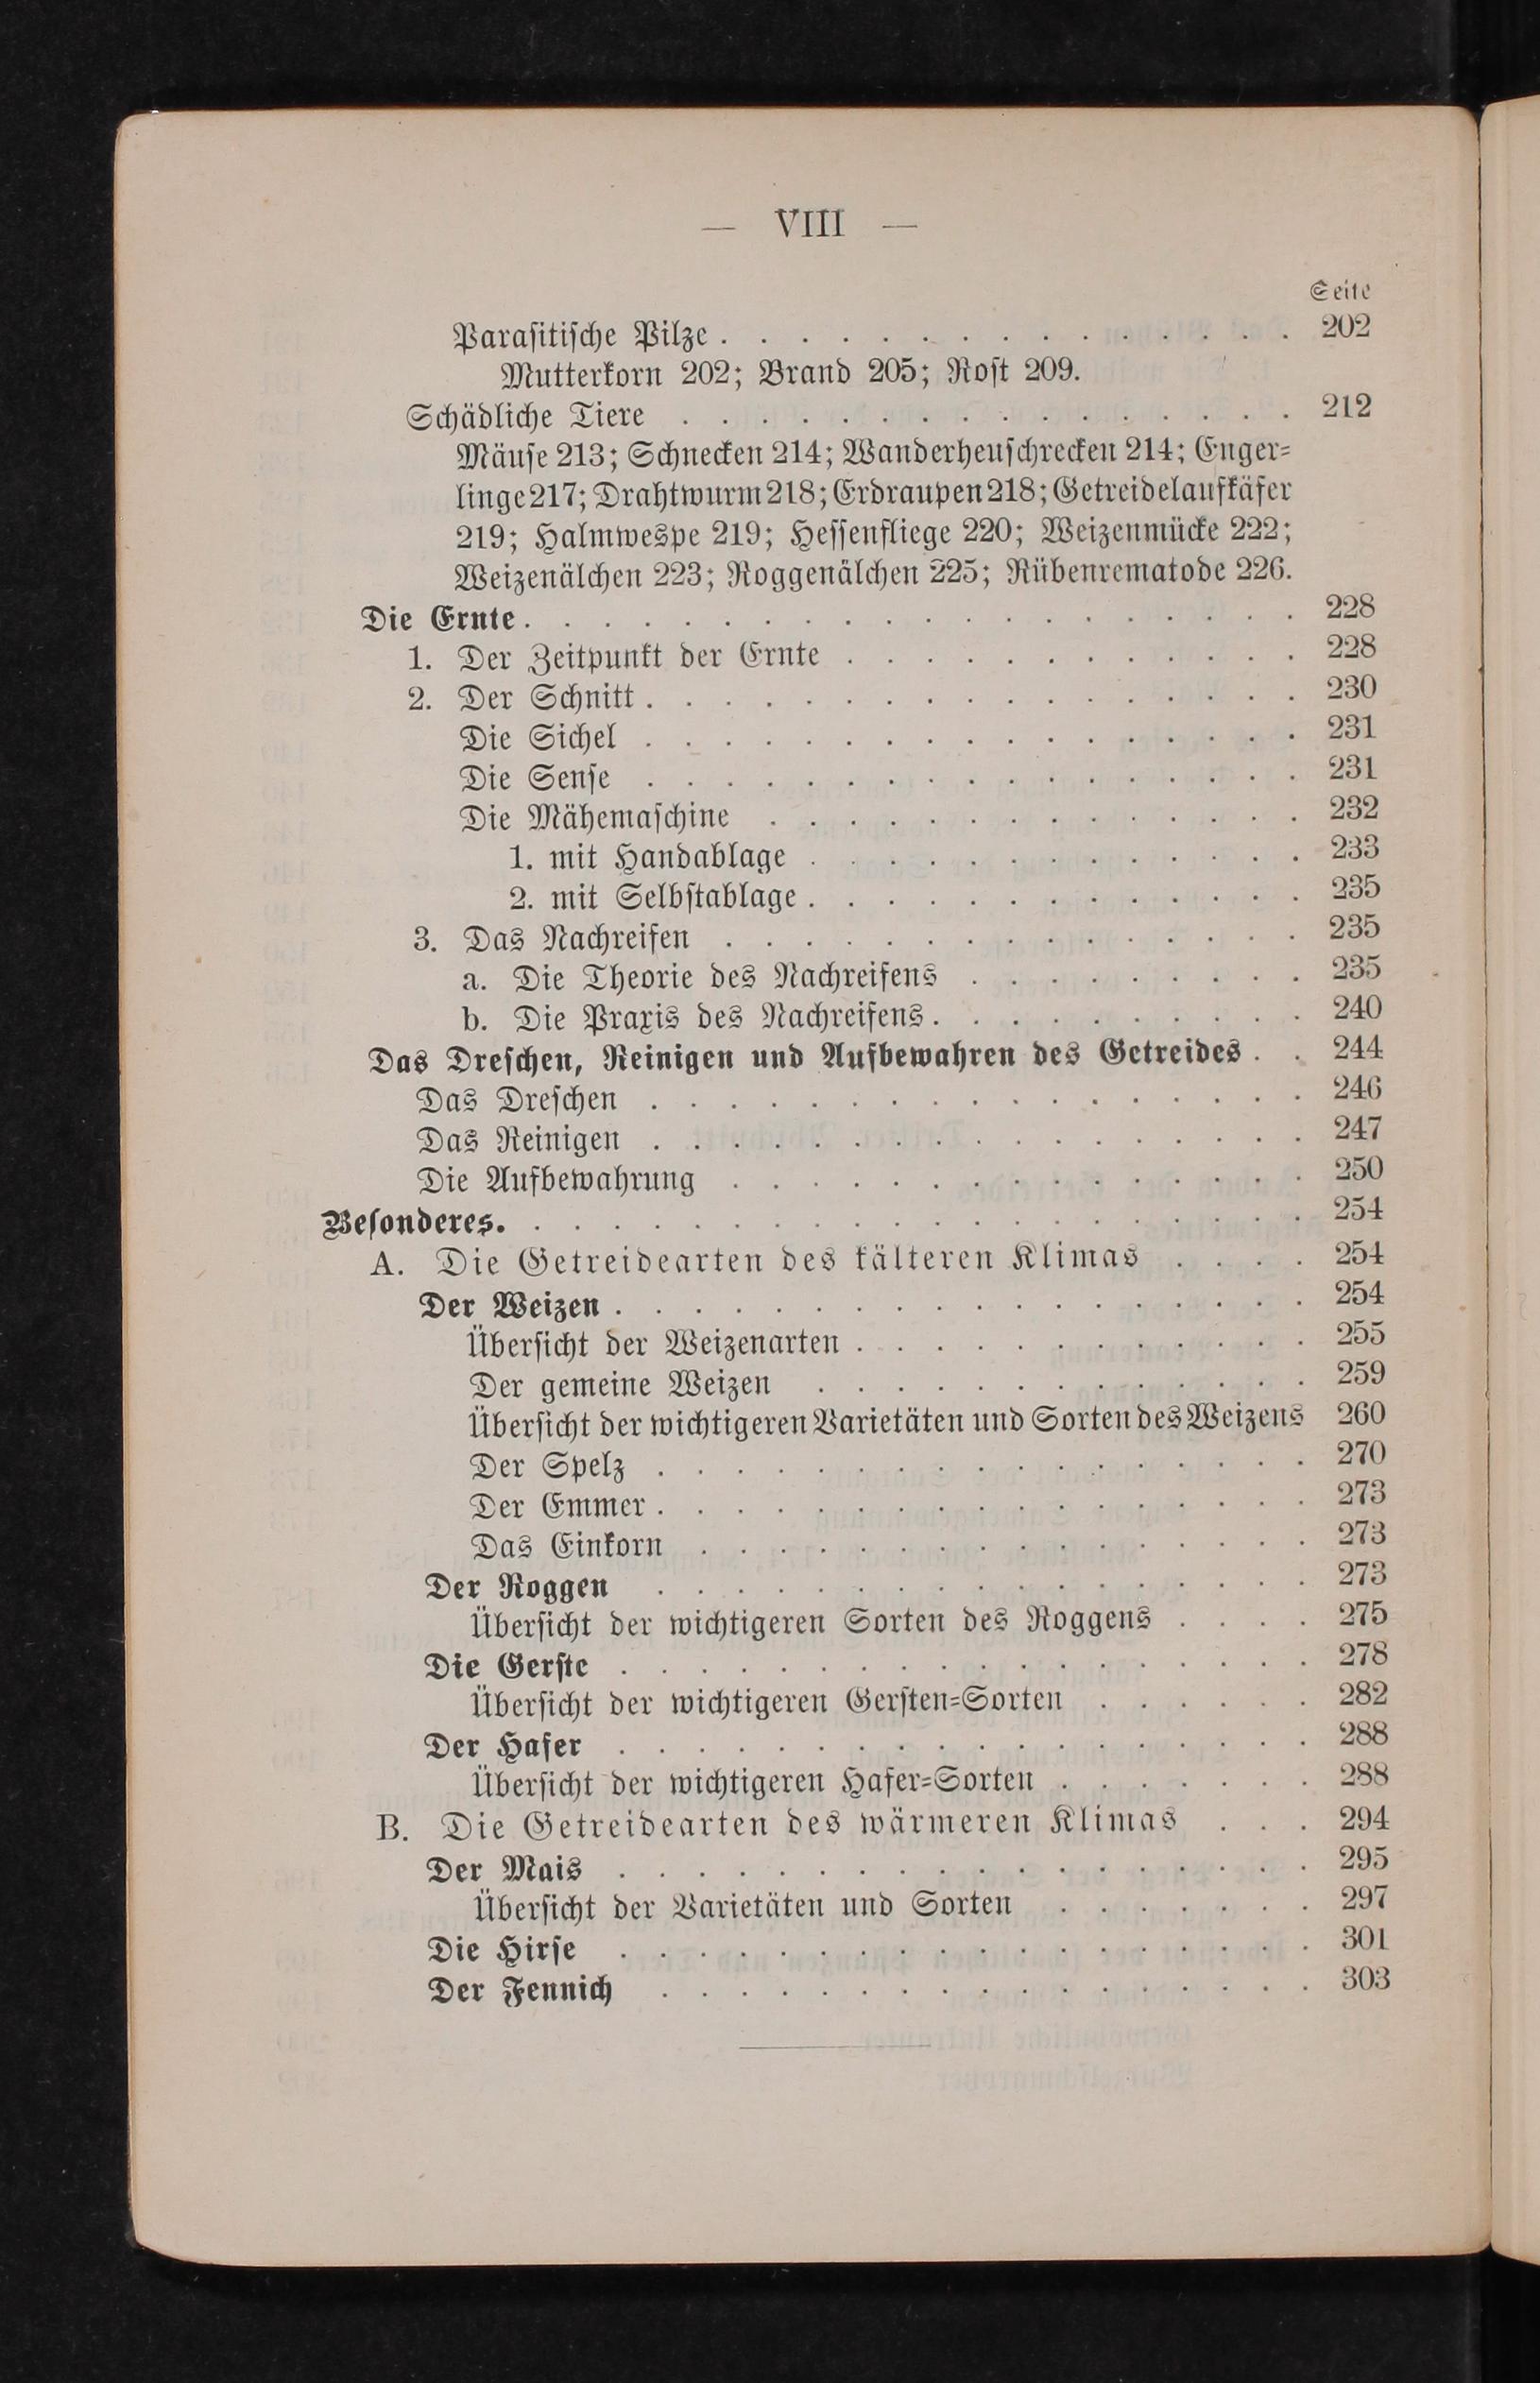 — VIII —
Seite
Parasitische Pilze . . . . . . . . . . . . . . . 202
Mutterkorn 202; Brand 205; Rost 209.
Schädliche Tiere . . . . . . . . . . . . . . . . 212
Mäuse 213; Schnecken 214; Wanderheuschrecken 214; Enger-
linge 217; Drahtwurm 218; Erdraupen 218; Getreidelaufkäfer
219; Halmwespe 219; Hessenfliege 220; Weizenmücke 222;
Weizenälchen 223; Roggenälchen 225; Rübenrematode 226.
Die Ernte . . . . . . . . . . . . . . . . . . . . 228
1. Der Zeitpunkt der Ernte . . . . . . . . . . . . 228
2. Der Schnitt . . . . . . . . . . . . . . . . . 230
Die Sichel . . . . . . . . . . . . . . . . . 231
Die Sense . . . . . . . . . . . . . . . . . 231
Die Mähemaschine . . . . . . . . . . . . . . 232
1. mit Handablage . . . . . . . . . . . . . 233
2. mit Selbstablage . . . . . . . . . . . . . 235
3. Das Nachreifen . . . . . . . . . . . . . . . 235
a. Die Theorie des Nachreifens . . . . . . . . . 235
b. Die Praxis des Nachreifens . . . . . . . . . . 240
Das Dreschen, Reinigen und Aufbewahren des Getreides . . 244
Das Dreschen . . . . . . . . . . . . . . . . . 246
Das Reinigen . . . . . . . . . . . . . . . . . 247
Die Aufbewahrung . . . . . . . . . . . . . . . 250
Besonderes. . . . . . . . . . . . . . . . . . . . . 254
A. Die Getreidearten des kälteren Klimas . . . . 254
Der Weizen . . . . . . . . . . . . . . . . . . 254
Übersicht der Weizenarten . . . . . . . . . . . . 255
Der gemeine Weizen . . . . . . . . . . . . . 259
Übersicht der wichtigeren Varietäten und Sorten des Weizens 260
Der Spelz . . . . . . . . . . . . . . . . . 270
Der Emmer . . . . . . . . . . . . . . . . . 273
Das Einkorn . . . . . . . . . . . . . . . . 273
Der Roggen . . . . . . . . . . . . . . . . . 273
Übersicht der wichtigeren Sorten des Roggens . . . . 275
Die Gerste . . . . . . . . . . . . . . . . . . 278
Übersicht der wichtigeren Gersten-Sorten . . . . . . 282
Der Hafer . . . . . . . . . . . . . . . . . . 288
Übersicht der wichtigeren Hafer-Sorten . . . . . . . 288
B. Die Getreidearten des wärmeren Klimas . . . 294
Der Mais . . . . . . . . . . . . . . . . . . 295
Übersicht der Varietäten und Sorten . . . . . . . 297
Die Hirse . . . . . . . . . . . . . . . . . . 301
Der Fennich . . . . . . . . . . . . . . . . . 303